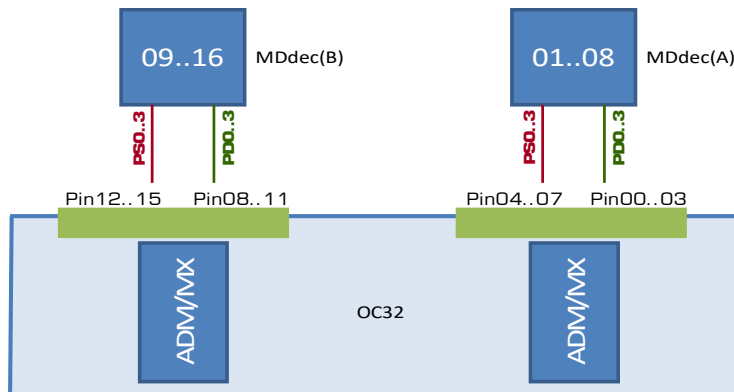 09..16
MDdec(B)
01..08
MDdec(A)
PS0..3
PD0..3
PS0..3
PD0..3
Pin12..15
Pin08..11
Pin04..07
Pin00..03
ADM/MX
OC32
ADM/MX